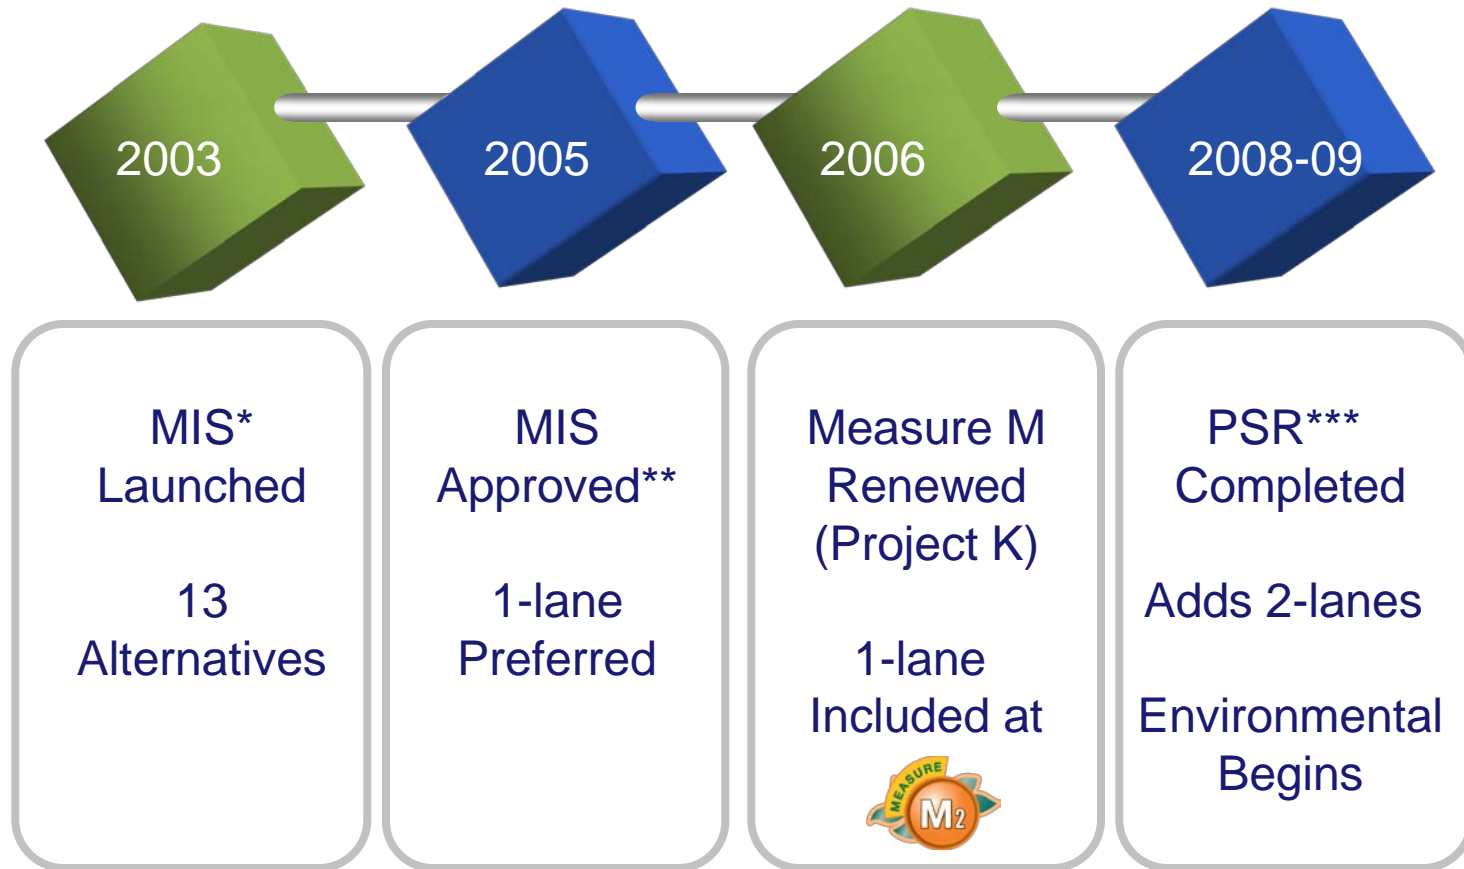 2003
2005
2006
2008-09
MIS*
Launched
13
Alternatives
MIS
Approved**
1-lane
Preferred
Measure M
Renewed
(Project K)
1-lane
Included at
MEASURE
M2
PSR***
Completed
Adds 2-lanes
Environmental
Begins